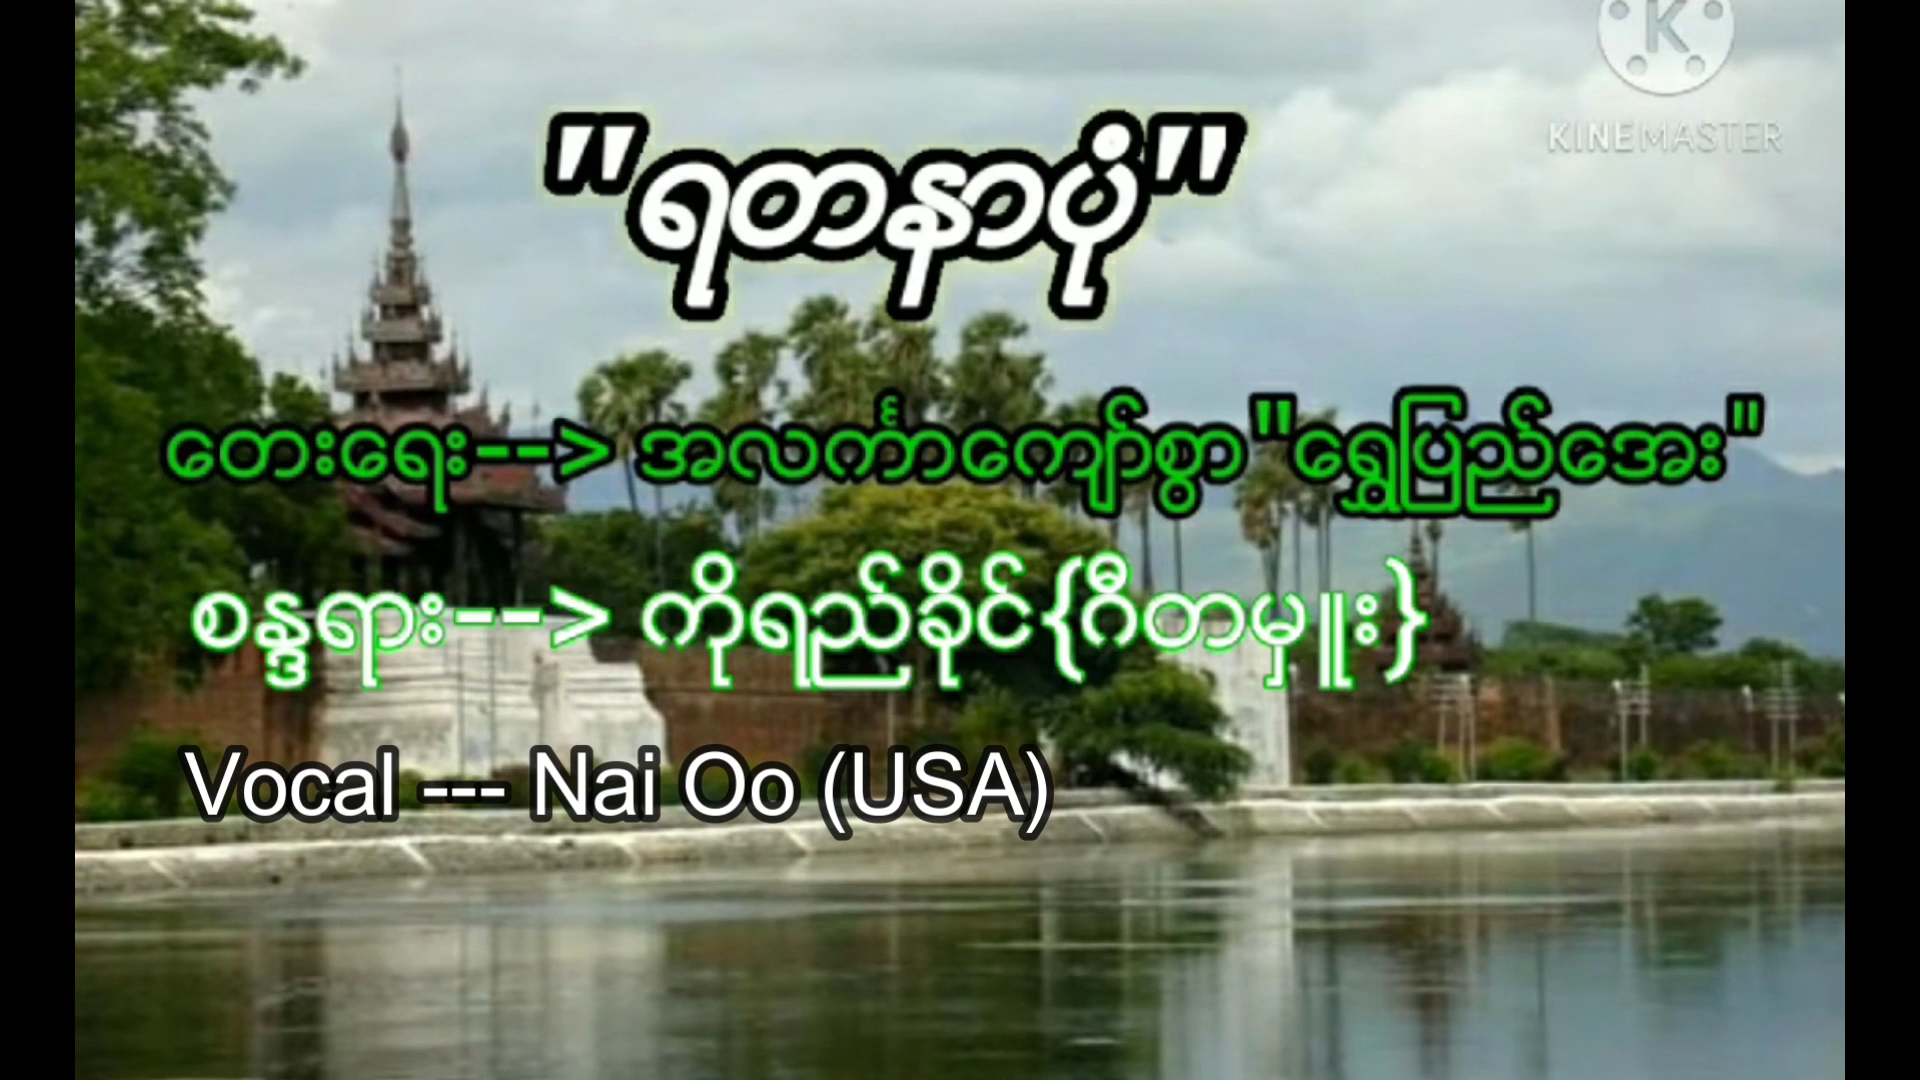 KINEMASTER
"ရတနာပုံ"
တေးရေး--> အလင်္ကာကျော်စွာ"ရွှေပြည်အေး"
စန္ဒရား--> ကိုရည်ခိုင်{ဂီတမှူး}
Vocal --- Nai Oo (USA)